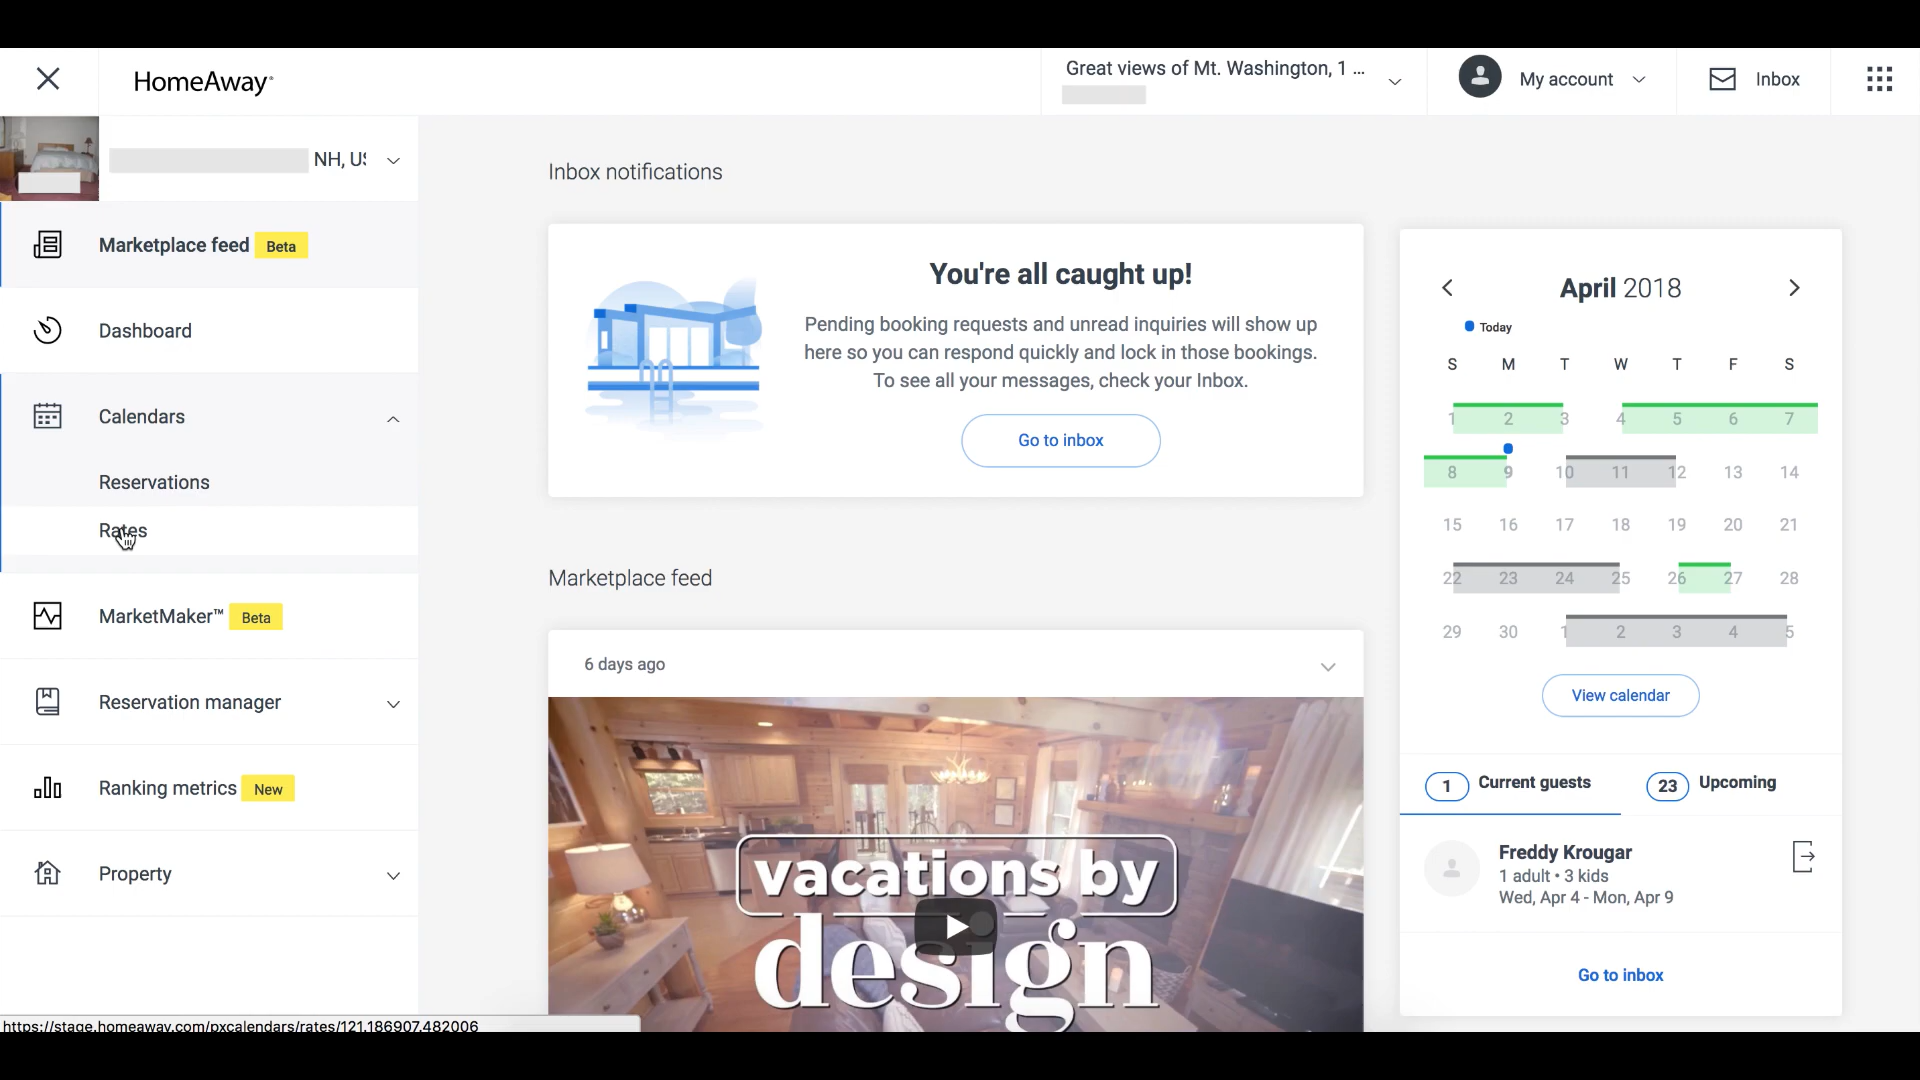 HomeAway
Great views of Mt. Washington, 1 ...
My account
Inbox
NH, US
Marketplace feed Beta
Dashboard
Calendars
Reservations
Rates
MarketMaker™ Beta
Reservation manager
Ranking metrics New
Property
Inbox notifications
You're all caught up!
Pending booking requests and unread inquiries will show up
here so you can respond quickly and lock in those bookings.
To see all your messages, check your Inbox.
Go to inbox
Marketplace feed
6 days ago
vacations by
design
April 2018
Today
S M T W T F S
1 2 3 4 5 6 7
8 9 10 11 12 13 14
15 16 17 18 19 20 21
22 23 24 25 26 27 28
29 30 1 2 3 4 5
View calendar
1 Current guests
23 Upcoming
Freddy Krougar
1 adult • 3 kids
Wed, Apr 4 - Mon, Apr 9
Go to inbox
https://stage.homeaway.com/pxcalendars/rates/121.186907.482006